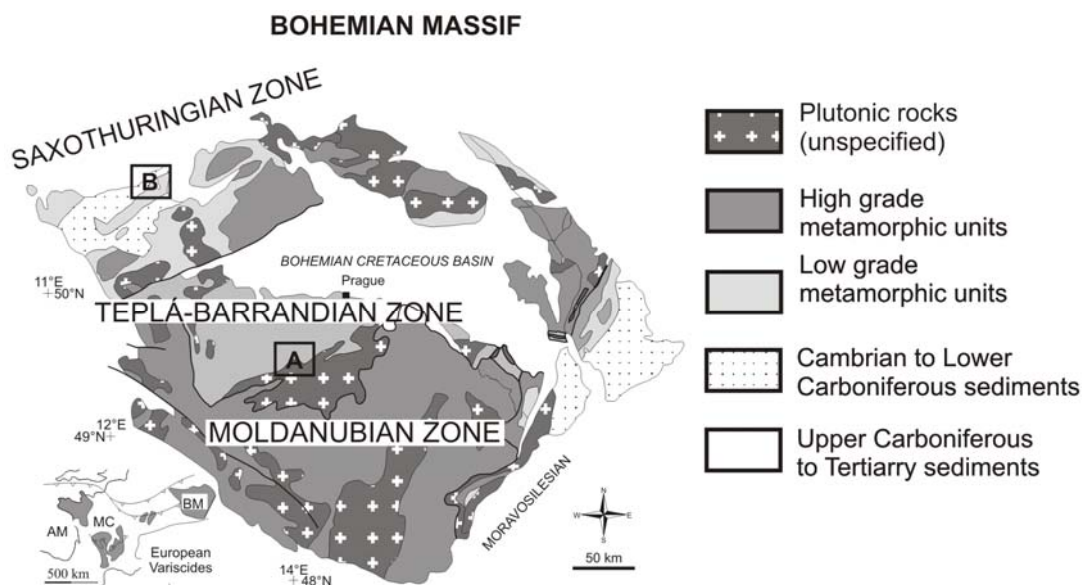 BOHEMIAN MASSIF
SAXOTHURINGIAN ZONE
B
BOHEMIAN CRETACEOUS BASIN
Prague
11°E
50°N
TEPLÁ-BARRANDIAN ZONE
A
12°E
49°N
MOLDANUBIAN ZONE
MORAVOSILESIAN
BM
MC
AM
European
Variscides
500 km
14°E
48°N
N
W E
S
50 km
Plutonic rocks
(unspecified)
High grade
metamorphic units
Low grade
metamorphic units
Cambrian to Lower
Carboniferous sediments
Upper Carboniferous
to Tertiarry sediments